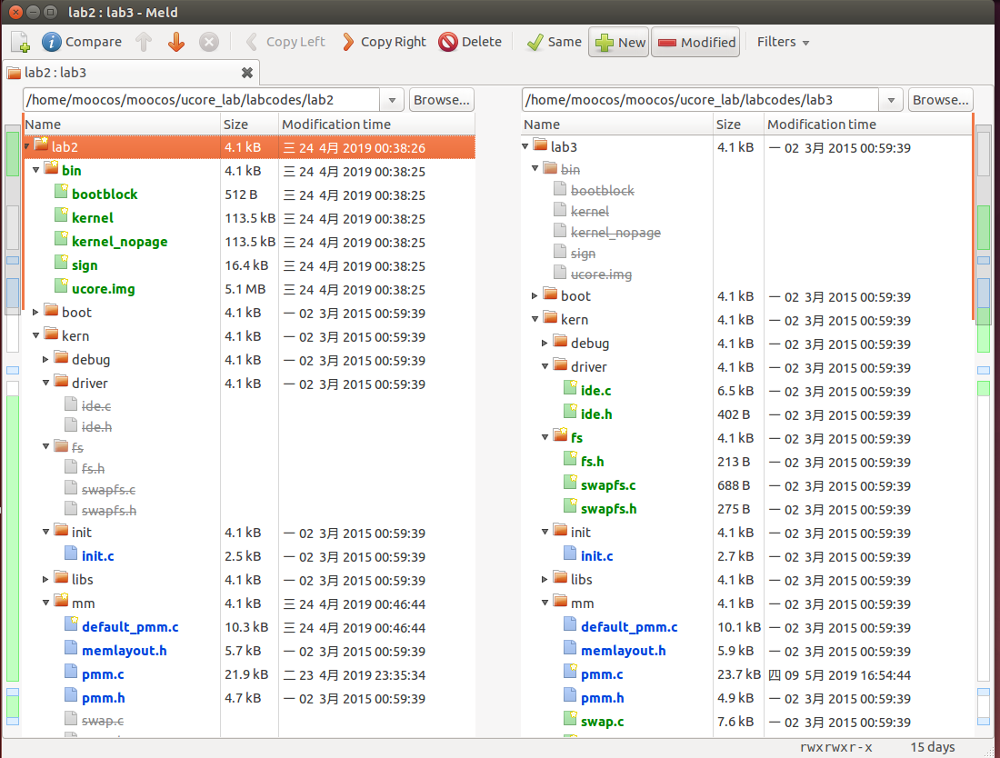 lab2 : lab3 - Meld
Compare Copy Left Copy Right Delete Same New Modified Filters
lab2 : lab3
/home/moocos/moocos/ucore_lab/labcodes/lab2 Browse... /home/moocos/moocos/ucore_lab/labcodes/lab3 Browse...
Name Size Modification time
lab2 4.1 kB 三 24 4月 2019 00:38:26
bin 4.1 kB 三 24 4月 2019 00:38:25
bootblock 512 B 三 24 4月 2019 00:38:25
kernel 113.5 kB 三 24 4月 2019 00:38:25
kernel_nopage 113.5 kB 三 24 4月 2019 00:38:25
sign 16.4 kB 三 24 4月 2019 00:38:25
ucore.img 5.1 MB 三 24 4月 2019 00:38:25
boot 4.1 kB 一 02 3月 2015 00:59:39
kern 4.1 kB 一 02 3月 2015 00:59:39
debug 4.1 kB 一 02 3月 2015 00:59:39
driver 4.1 kB 一 02 3月 2015 00:59:39
ide.c
ide.h
fs
fs.h
swapfs.c
swapfs.h
init 4.1 kB 一 02 3月 2015 00:59:39
init.c 2.5 kB 一 02 3月 2015 00:59:39
libs 4.1 kB 一 02 3月 2015 00:59:39
mm 4.1 kB 三 24 4月 2019 00:46:44
default_pmm.c 10.3 kB 三 24 4月 2019 00:46:44
memlayout.h 5.7 kB 一 02 3月 2015 00:59:39
pmm.c 21.9 kB 二 23 4月 2019 23:35:34
pmm.h 4.7 kB 一 02 3月 2015 00:59:39
swap.c
Name Size Modification time
lab3 4.1 kB 一 02 3月 2015 00:59:39
bin
bootblock
kernel
kernel_nopage
sign
ucore.img
boot 4.1 kB 一 02 3月 2015 00:59:39
kern 4.1 kB 一 02 3月 2015 00:59:39
debug 4.1 kB 一 02 3月 2015 00:59:39
driver 4.1 kB 一 02 3月 2015 00:59:39
ide.c 6.5 kB 一 02 3月 2015 00:59:39
ide.h 402 B 一 02 3月 2015 00:59:39
fs 4.1 kB 一 02 3月 2015 00:59:39
fs.h 213 B 一 02 3月 2015 00:59:39
swapfs.c 688 B 一 02 3月 2015 00:59:39
swapfs.h 275 B 一 02 3月 2015 00:59:39
init 4.1 kB 一 02 3月 2015 00:59:39
init.c 2.7 kB 一 02 3月 2015 00:59:39
libs 4.1 kB 一 02 3月 2015 00:59:39
mm 4.1 kB 一 02 3月 2015 00:59:39
default_pmm.c 10.1 kB 一 02 3月 2015 00:59:39
memlayout.h 5.9 kB 一 02 3月 2015 00:59:39
pmm.c 23.7 kB 四 09 5月 2019 16:54:44
pmm.h 4.9 kB 一 02 3月 2015 00:59:39
swap.c 7.6 kB 一 02 3月 2015 00:59:39
rwxrwxr-x 15 days